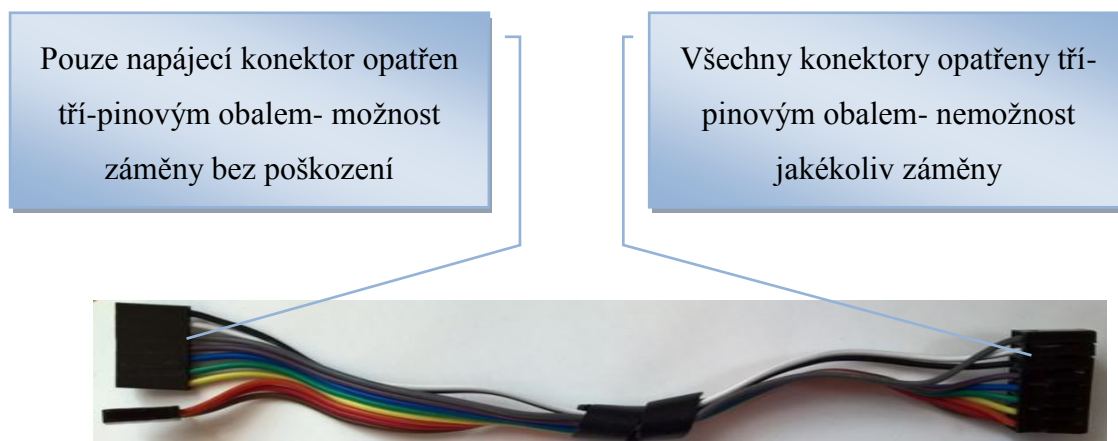 Pouze napájecí konektor opatřen
tří-pinovým obalem- možnost
záměny bez poškození
Všechny konektory opatřeny tří-
pinovým obalem- nemožnost
jakékoliv záměny